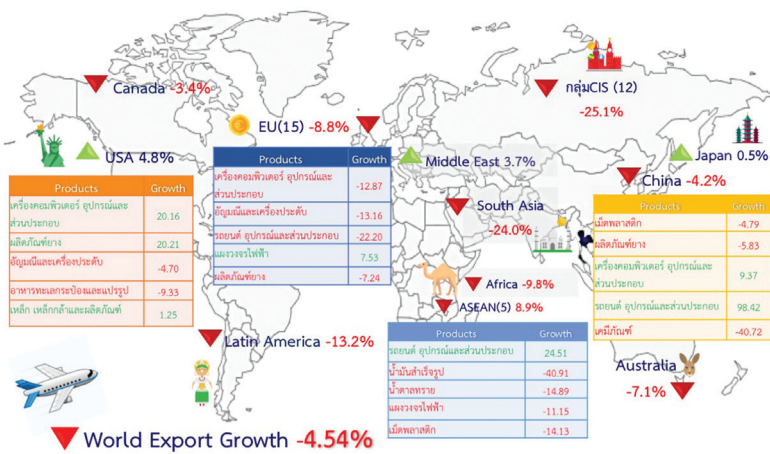 Canada -3.4%
กลุ่มCIS (12)
-25.1%
EU(15) -8.8%
USA 4.8%
Middle East 3.7%
Japan 0.5%
China -4.2%
South Asia
-24.0%
Products Growth
เครื่องคอมพิวเตอร์ อุปกรณ์และ
ส่วนประกอบ 20.16
ผลิตภัณฑ์ยาง 20.21
อัญมณีและเครื่องประดับ -4.70
อาหารทะเลกระป๋องและแปรรูป -9.33
เหล็ก เหล็กกล้าและผลิตภัณฑ์ 1.25
Products Growth
เครื่องคอมพิวเตอร์ อุปกรณ์และ
ส่วนประกอบ -12.87
อัญมณีและเครื่องประดับ -13.16
รถยนต์ อุปกรณ์และส่วนประกอบ -22.20
แผงวงจรไฟฟ้า 7.53
ผลิตภัณฑ์ยาง -7.24
Products Growth
เม็ดพลาสติก -4.79
ผลิตภัณฑ์ยาง -5.83
เครื่องคอมพิวเตอร์ อุปกรณ์และ
ส่วนประกอบ 9.37
รถยนต์ อุปกรณ์และส่วนประกอบ 98.42
เคมีภัณฑ์ -40.72
Africa -9.8%
ASEAN(5) 8.9%
Products Growth
รถยนต์ อุปกรณ์และส่วนประกอบ 24.51
น้ำมันสำเร็จรูป -40.91
น้ำตาลทราย -14.89
แผงวงจรไฟฟ้า -11.15
เม็ดพลาสติก -14.13
Latin America -13.2%
Australia
-7.1%
World Export Growth -4.54%